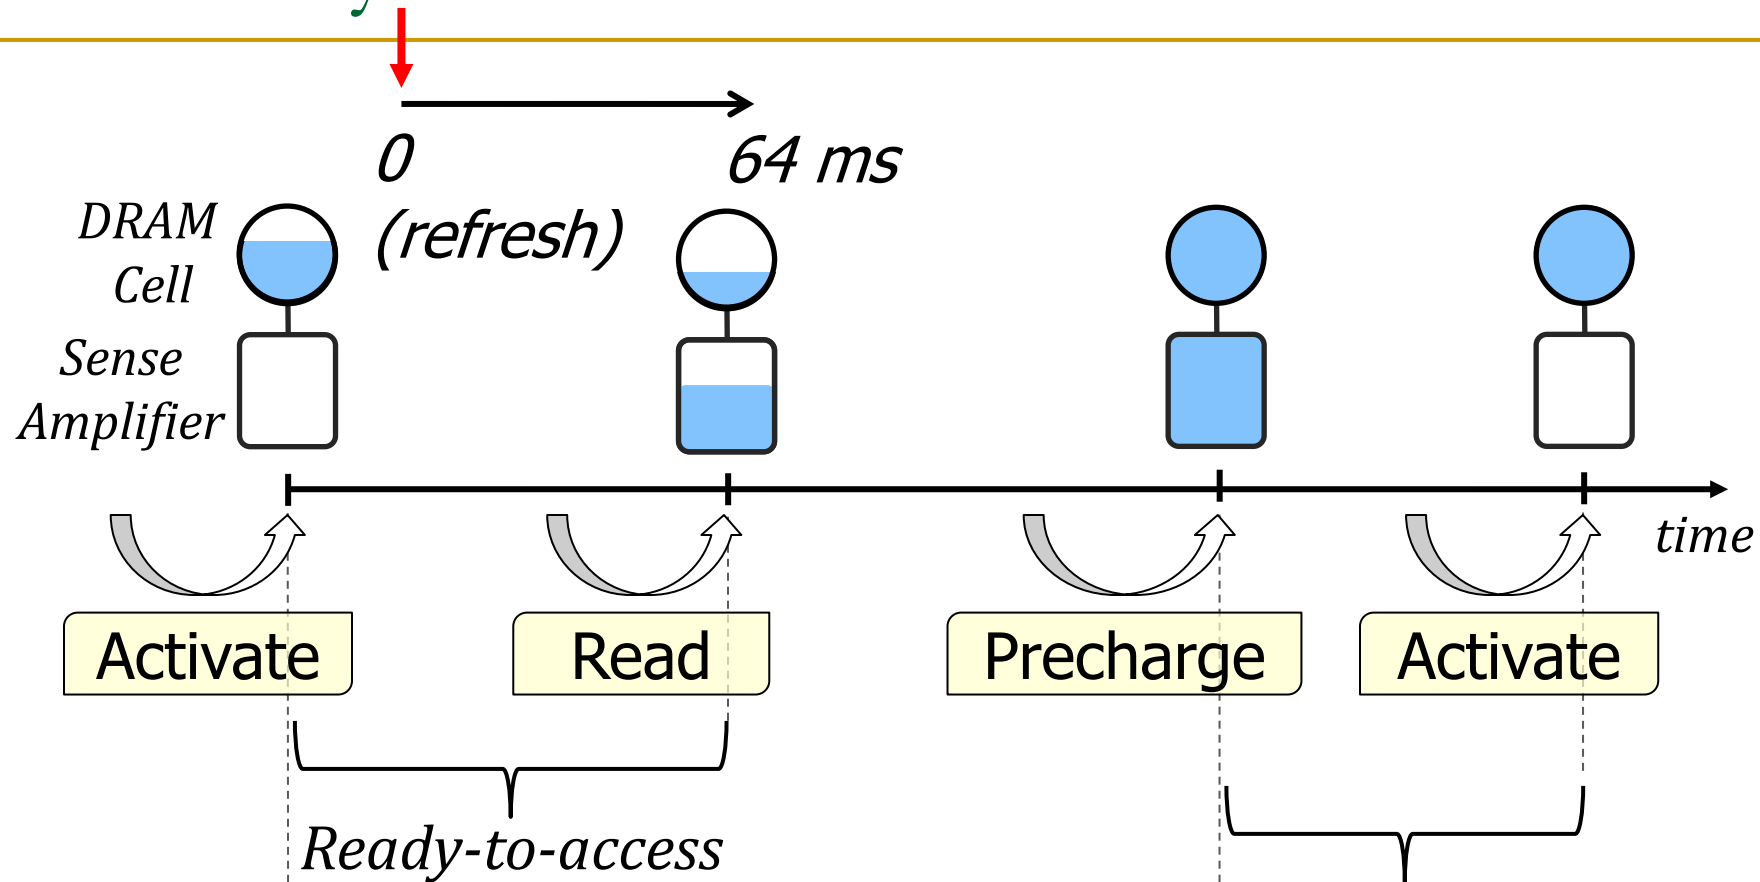 0
64 ms
(refresh)
DRAM
Cell
Sense
Amplifier
time
Activate
Read
Precharge
Activate
Ready-to-access